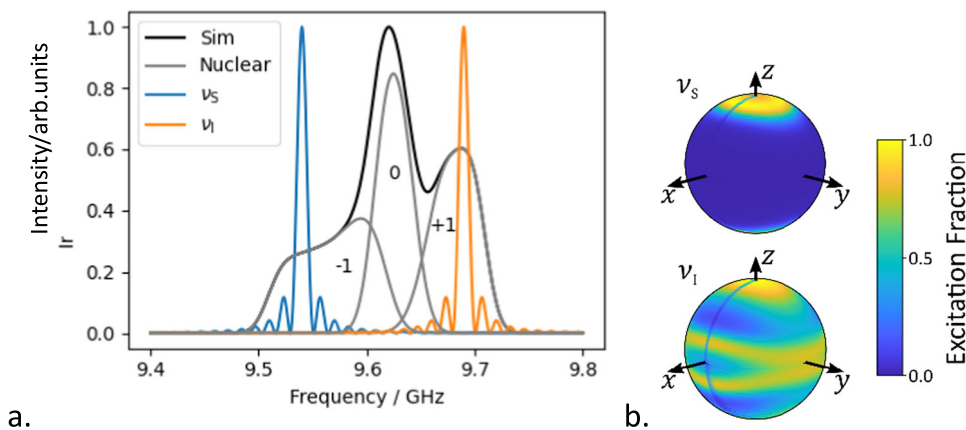 Intensity/arb.units
Ir
1.0
0.8
0.6
0.4
0.2
0.0
Sim
Nuclear
νS
νI
-1
0
+1
9.4 9.5 9.6 9.7 9.8
Frequency / GHz
a.
νS
z
x
y
νI
z
x
y
1.0
0.5
0.0
Excitation Fraction
b.